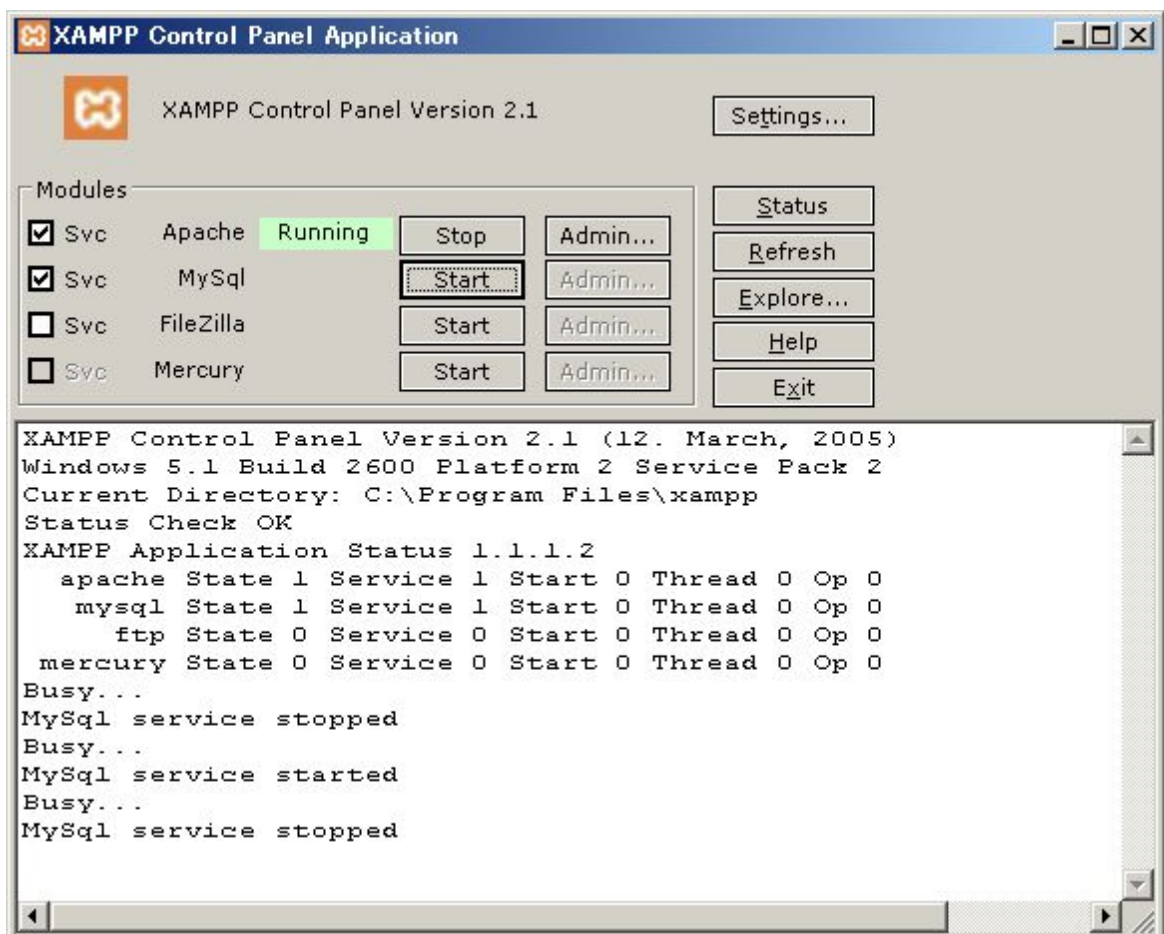 XAMPP Control Panel Application
XAMPP Control Panel Version 2.1
Settings...
Modules
Svc Apache Running Stop Admin...
Svc MySql Start Admin...
Svc FileZilla Start Admin...
Svc Mercury Start Admin...
Status
Refresh
Explore...
Help
Exit
XAMPP Control Panel Version 2.1 (12. March, 2005)
Windows 5.1 Build 2600 Platform 2 Service Pack 2
Current Directory: C:\Program Files\xampp
Status Check OK
XAMPP Application Status 1.1.1.2
apache State 1 Service 1 Start 0 Thread 0 Op 0
mysql State 1 Service 1 Start 0 Thread 0 Op 0
ftp State 0 Service 0 Start 0 Thread 0 Op 0
mercury State 0 Service 0 Start 0 Thread 0 Op 0
Busy...
MySql service stopped
Busy...
MySql service started
Busy...
MySql service stopped